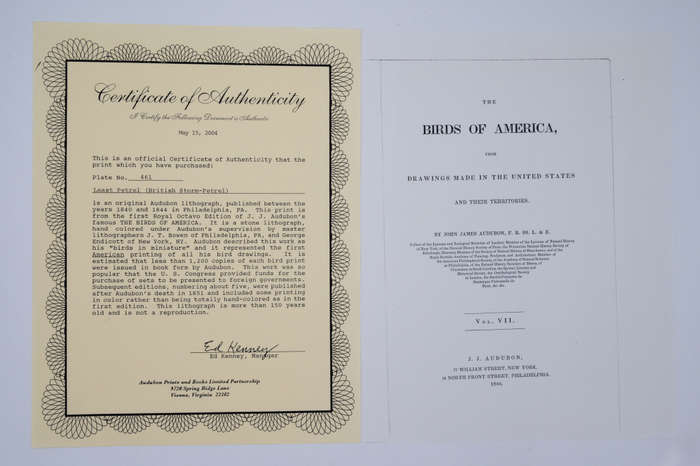 Certificate of Authenticity
I Certify the Following Document is Authentic
May 15, 2004
This is an official Certificate of Authenticity that the
print which you have purchased:
Plate No. 461
Least Petrel (British Storm-Petrel)
is an original Audubon lithograph, published between the
years 1840 and 1844 in Philadelphia, PA. This print is
from the first Royal Octavo Edition of J. J. Audubon's
famous THE BIRDS OF AMERICA. It is a stone lithograph,
hand colored under Audubon's supervision by master
lithographers J. T. Bowen of Philadelphia, PA, and George
Endicott of New York, NY. Audubon described this work as
his "birds in miniature" and it represented the first
American printing of all his bird drawings. It is
estimated that less than 1,200 copies of each bird print
were issued in book form by Audubon. This work was so
popular that the U. S. Congress provided funds for the
purchase of sets to be presented to foreign governments.
Subsequent editions, numbering about five, were published
after Audubon's death in 1851 and included some printing
in color rather than being totally hand-colored as in the
first edition. This lithograph is more than 150 years
old and is not a reproduction.
Ed Kenney
Ed Kenney, Manager
Audubon Prints and Books Limited Partnership
9720 Spring Ridge Lane
Vienna, Virginia 22182
THE
BIRDS OF AMERICA,
FROM
DRAWINGS MADE IN THE UNITED STATES
AND THEIR TERRITORIES.
BY JOHN JAMES AUDUBON, F. R. SS. L. & E.
VOL. VII.
J. J. AUDUBON,
77 WILLIAM STREET, NEW YORK.
34 NORTH FRONT STREET, PHILADELPHIA.
1844.